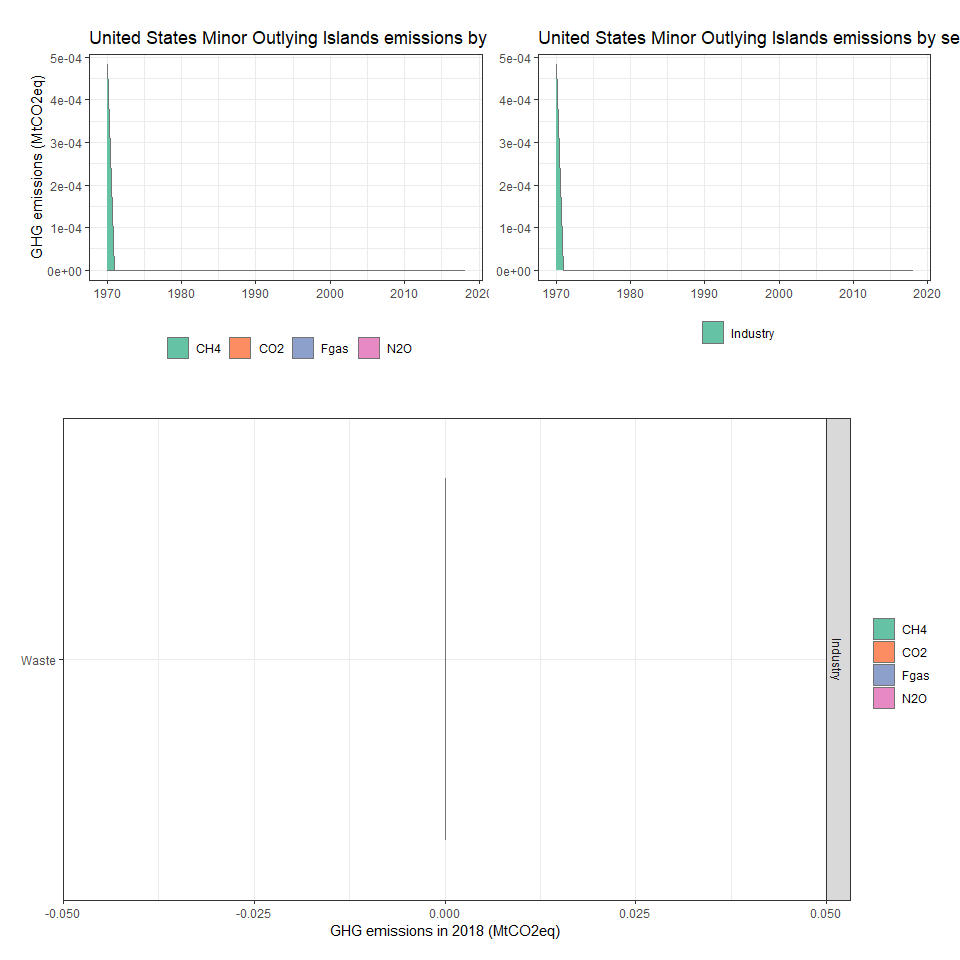 United States Minor Outlying Islands emissions by
GHG emissions (MtCO2eq)
5e-04
4e-04
3e-04
2e-04
1e-04
0e+00
1970 1980 1990 2000 2010 2020
CH4 CO2 Fgas N2O
United States Minor Outlying Islands emissions by se
5e-04
4e-04
3e-04
2e-04
1e-04
0e+00
1970 1980 1990 2000 2010 2020
Industry
Waste
Industry
-0.050 -0.025 0.000 0.025 0.050
GHG emissions in 2018 (MtCO2eq)
CH4
CO2
Fgas
N2O